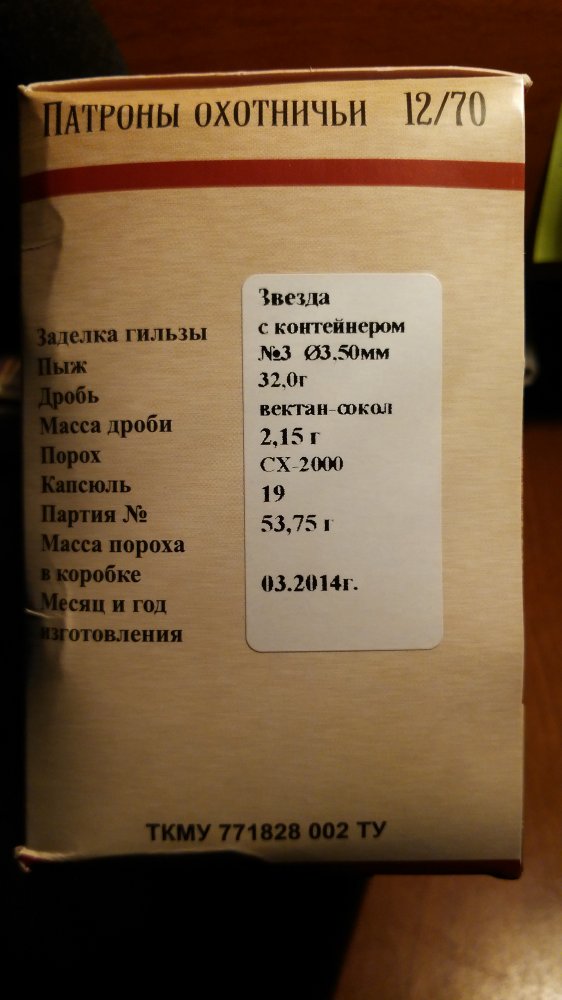 Патроны охотничьи 12/70
Заделка гильзы
Пыж
Дробь
Масса дроби
Порох
Капсюль
Партия №
Масса пороха
в коробке
Месяц и год
изготовления
Звезда
с контейнером
№3 Ø3,50мм
32,0г
вектан-сокол
2,15 г
СХ-2000
19
53,75 г
03.2014г.
ТКМУ 771828 002 ТУ